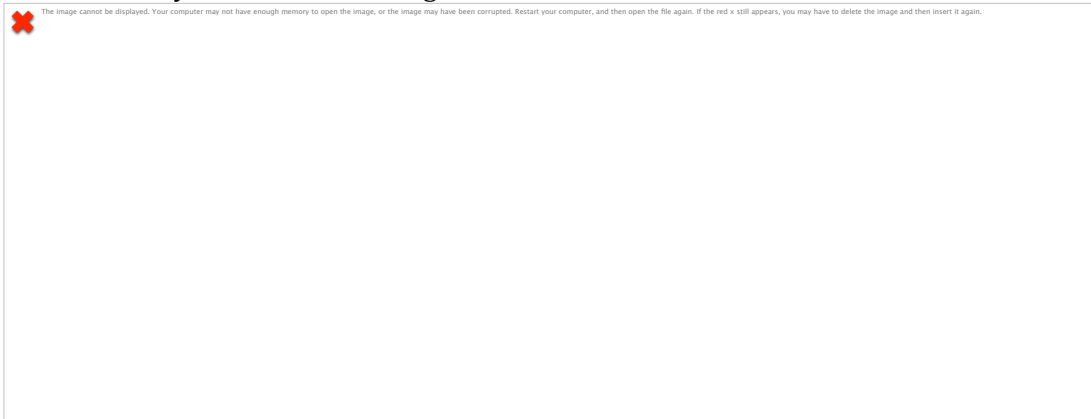 The image cannot be displayed. Your computer may not have enough memory to open the image, or the image may have been corrupted. Restart your computer, and then open the file again. If the red x still appears, you may have to delete the image and then insert it again.